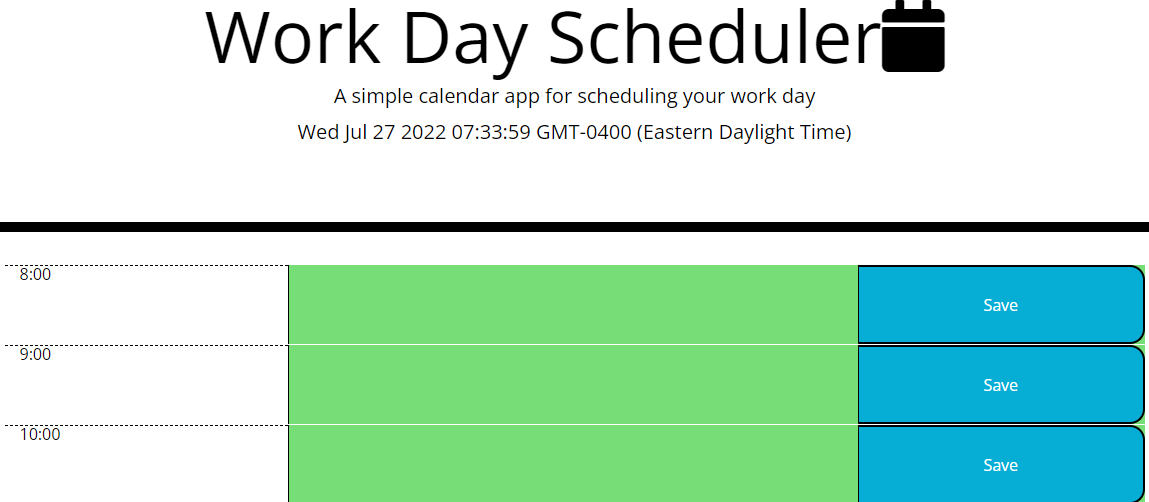 Work Day Scheduler
A simple calendar app for scheduling your work day
Wed Jul 27 2022 07:33:59 GMT-0400 (Eastern Daylight Time)
8:00
Save
9:00
Save
10:00
Save